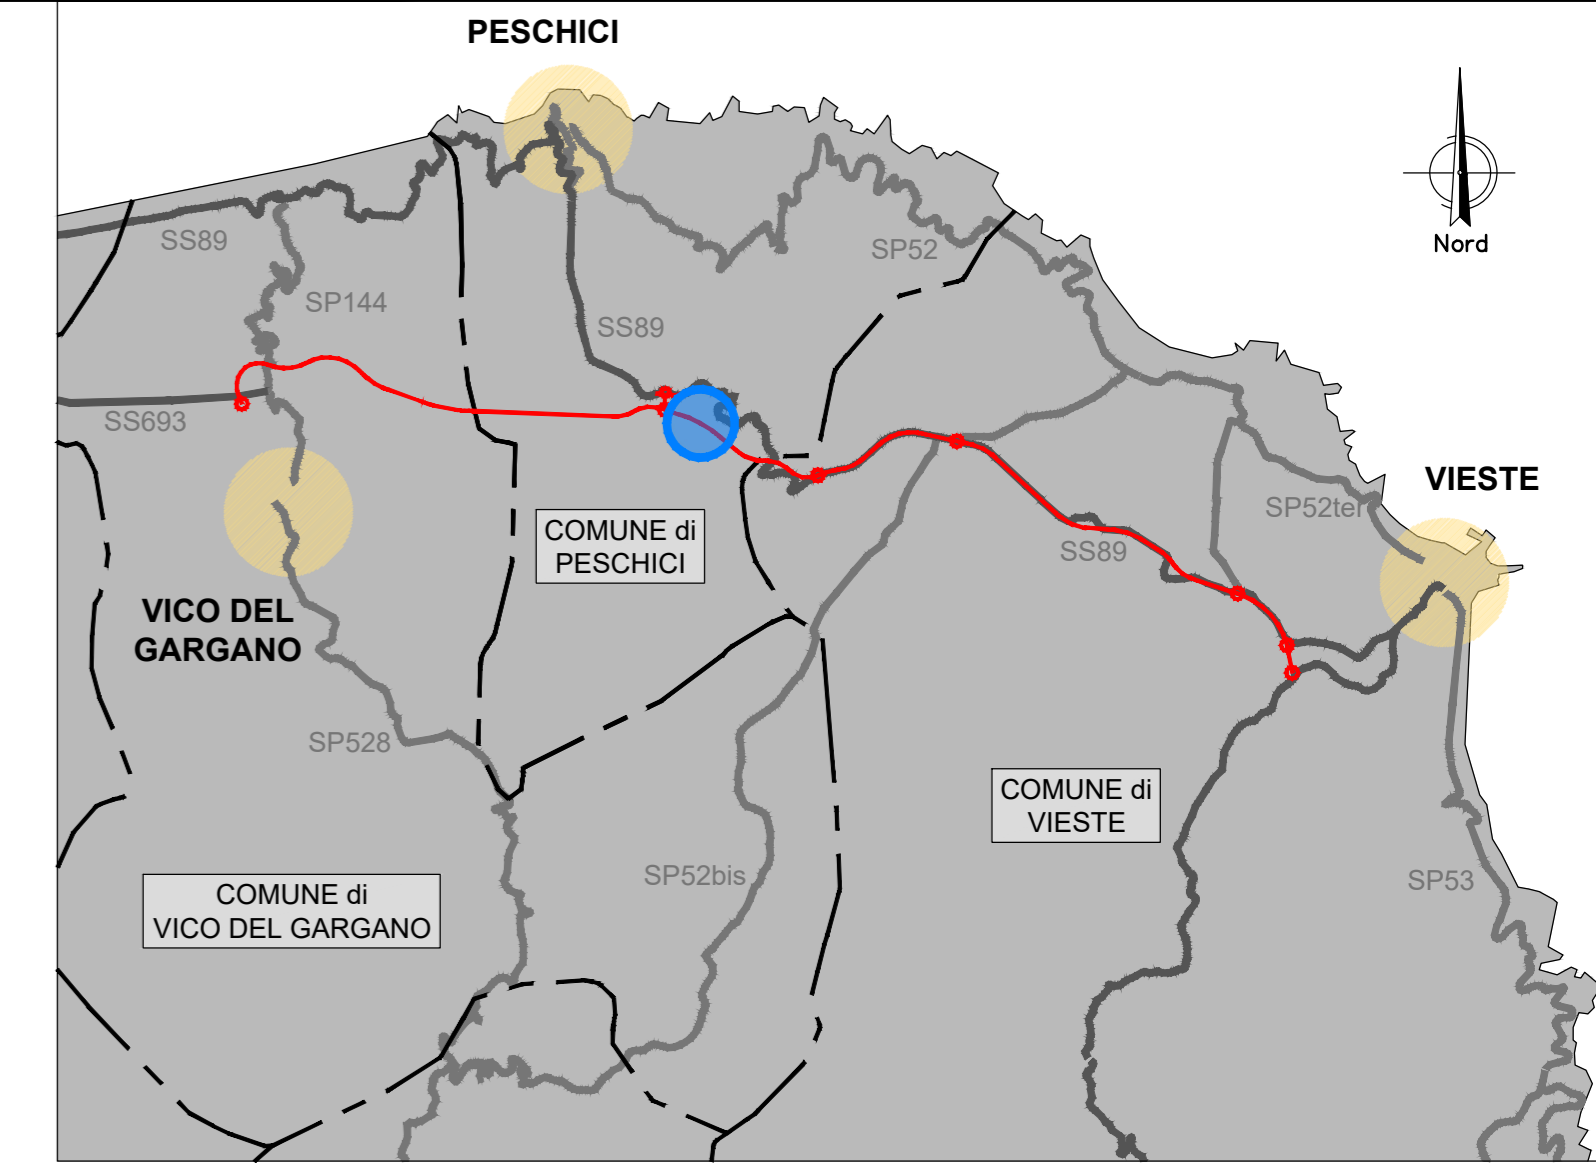 PESCHICI
Nord
SS89
SP52
SP144
SS89
SS693
VIESTE
SP52ter
COMUNE di
PESCHICI
SS89
VICO DEL
GARGANO
SP528
COMUNE di
VIESTE
SP52bis
SP53
COMUNE di
VICO DEL GARGANO